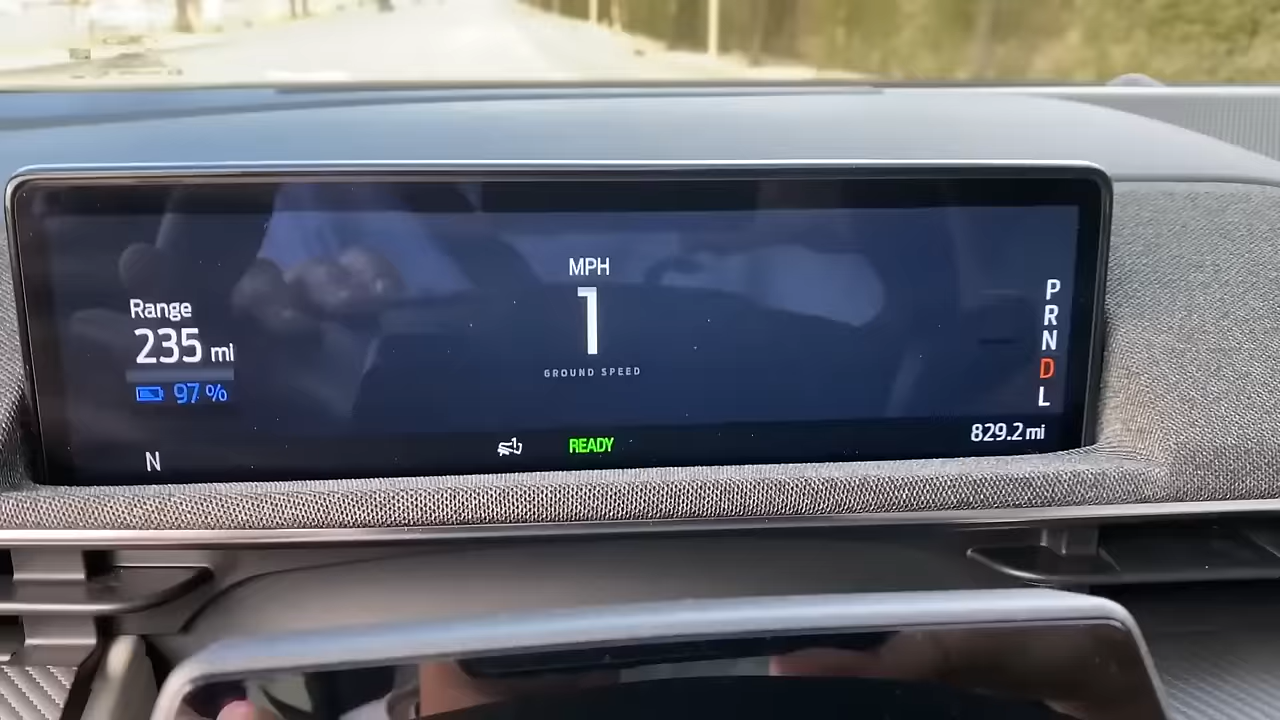 MPH
1
GROUND SPEED
Range
235 mi
97 %
P
R
N
D
L
829.2 mi
READY
N